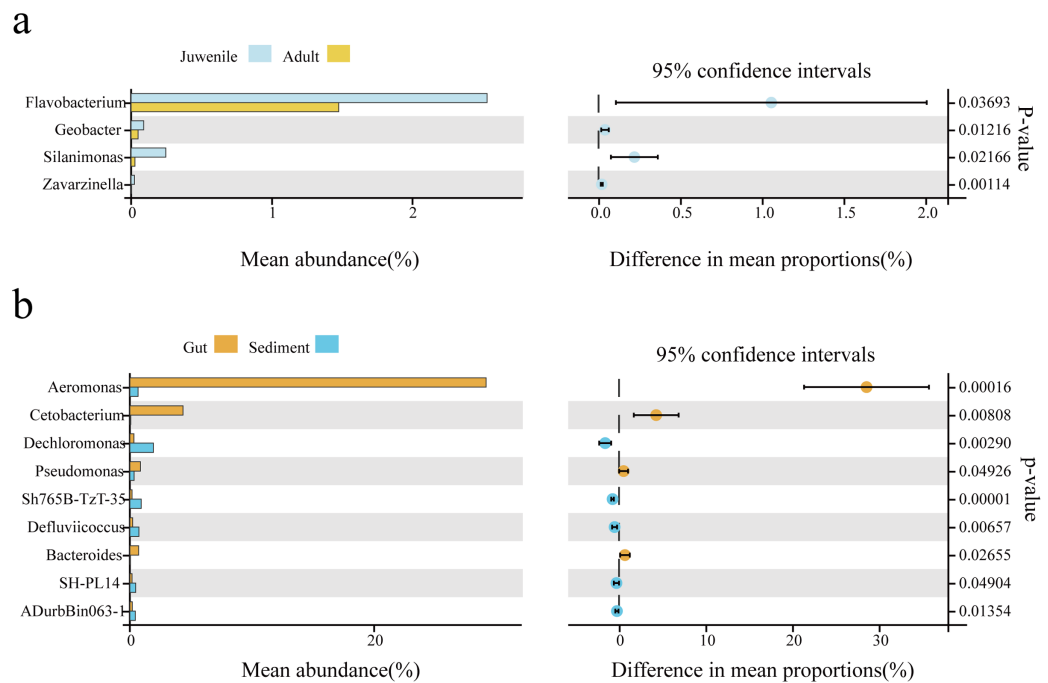 a
Juwenile Adult
95% confidence intervals
Flavobacterium 0.03693
Geobacter 0.01216
Silanimonas 0.02166
Zavarzinella 0.00114
P-value
0 1 2 0.0 0.5 1.0 1.5 2.0
Mean abundance(%) Difference in mean proportions(%)
b
Gut Sediment
95% confidence intervals
Aeromonas 0.00016
Cetobacterium 0.00808
Dechloromonas 0.00290
Pseudomonas 0.04926
Sh765B-TzT-35 0.00001
Defluviicoccus 0.00657
Bacteroides 0.02655
SH-PL14 0.04904
ADurbBin063-1 0.01354
p-value
0 20 0 10 20 30
Mean abundance(%) Difference in mean proportions(%)